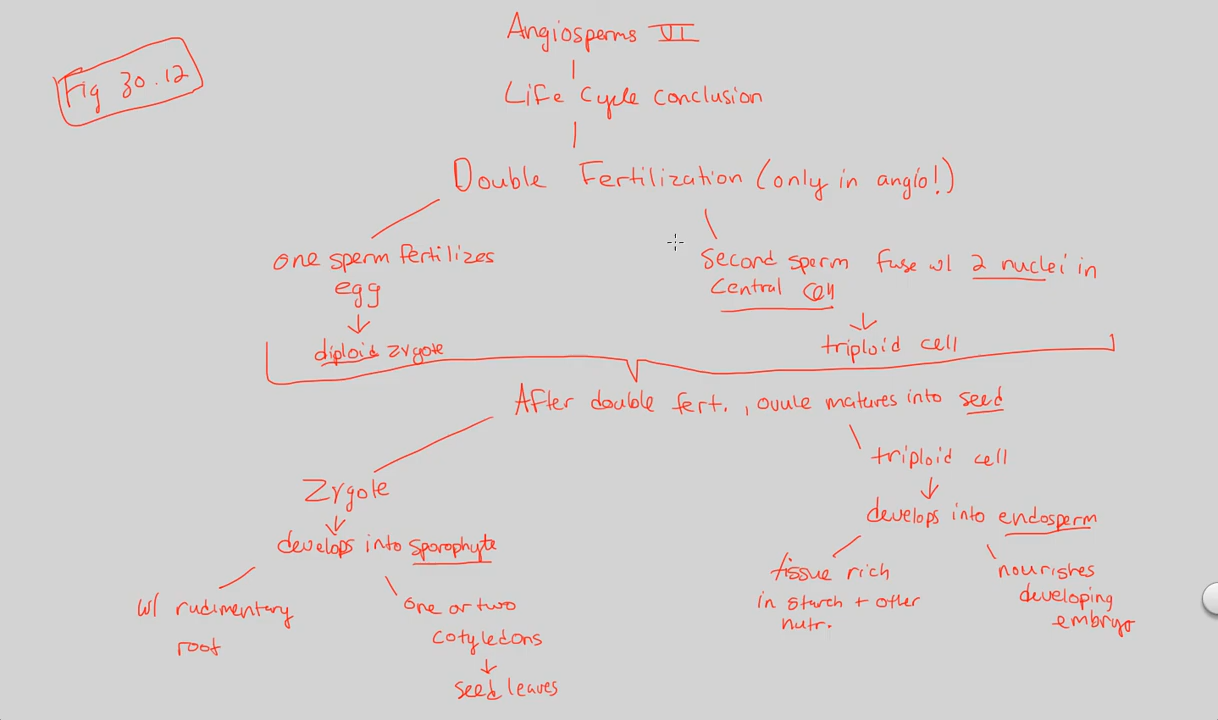 Angiosperms VI
Fig 30.12
Life Cycle conclusion
Double Fertilization (only in angio!)
one sperm fertilizes
egg
↓
diploid zygote
second sperm fuse w/ 2 nuclei in
central cell
↓
triploid cell
After double fert., ovule matures into seed
Zygote
↓
develops into sporophyte
w/ rudimentary
root
one or two
cotyledons
↓
seed leaves
triploid cell
↓
develops into endosperm
tissue rich
in starch + other
nutr.
nourishes
developing
embryo